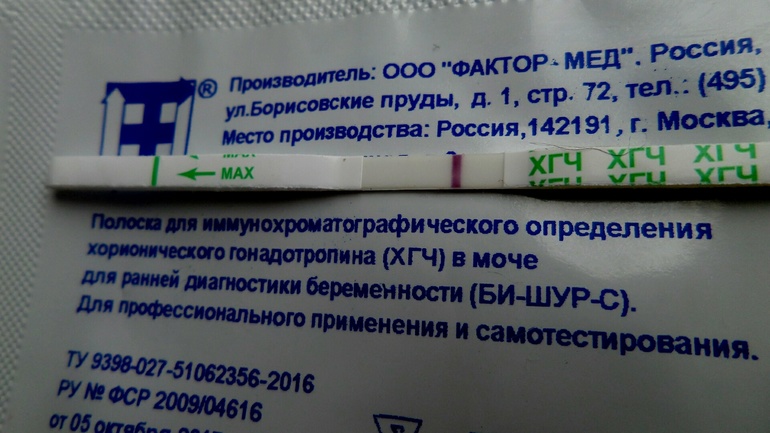 ®
Производитель: ООО "ФАКТОР-МЕД". Россия,
ул.Борисовские пруды, д. 1, стр. 72, тел.: (495)
Место производства: Россия,142191, г. Москва,
MAX
ХГЧ ХГЧ ХГЧ
Полоска для иммунохроматографического определения
хорионического гонадотропина (ХГЧ) в моче
для ранней диагностики беременности (БИ-ШУР-С).
Для профессионального применения и самотестирования.
ТУ 9398-027-51062356-2016
РУ № ФСР 2009/04616
от 05 октября